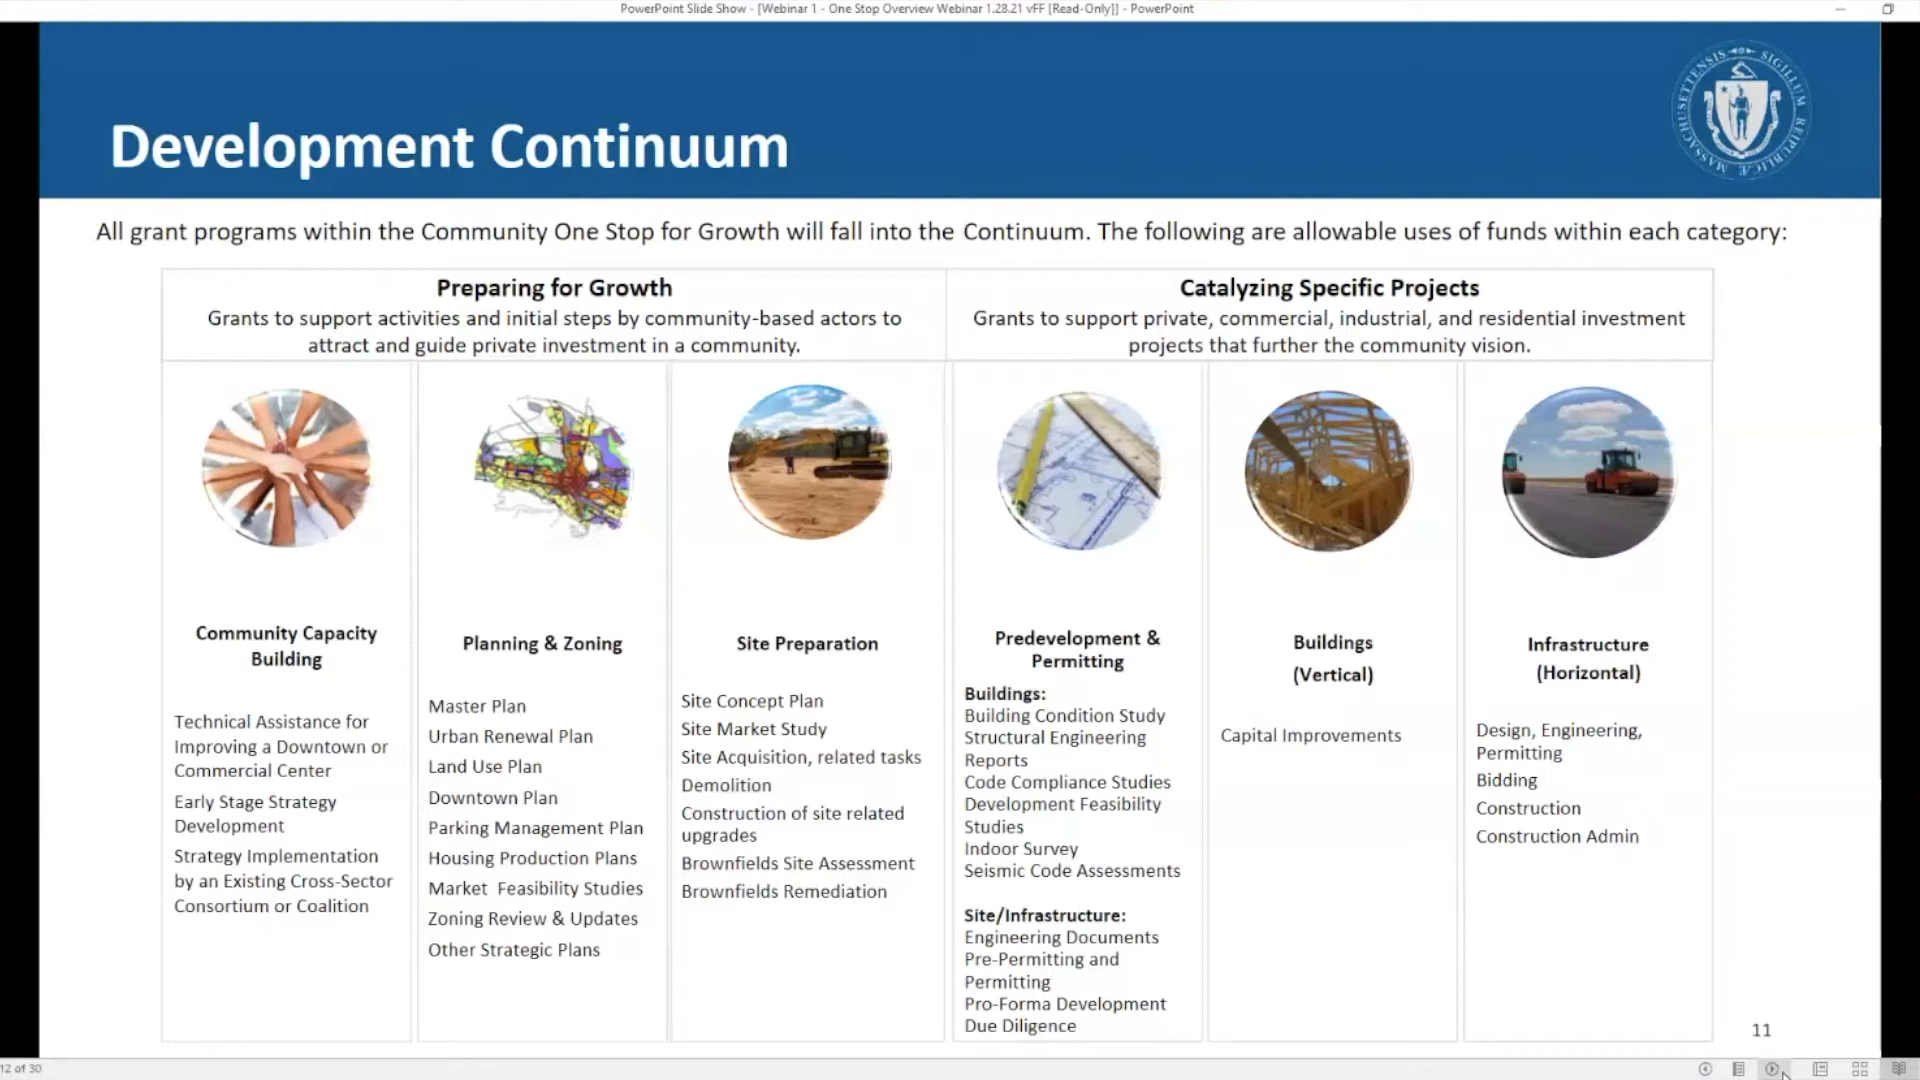 PowerPoint Slide Show - [Webinar 1 - One Stop Overview Webinar 1.28.21 vFF [Read-Only]] - PowerPoint
SIGILLUM REIPUBLICÆ MASSACHUSETTENSIS
Development Continuum
All grant programs within the Community One Stop for Growth will fall into the Continuum. The following are allowable uses of funds within each category:
Preparing for Growth
Grants to support activities and initial steps by community-based actors to
attract and guide private investment in a community.
Catalyzing Specific Projects
Grants to support private, commercial, industrial, and residential investment
projects that further the community vision.
Community Capacity
Building
Technical Assistance for
Improving a Downtown or
Commercial Center
Early Stage Strategy
Development
Strategy Implementation
by an Existing Cross-Sector
Consortium or Coalition
Planning & Zoning
Master Plan
Urban Renewal Plan
Land Use Plan
Downtown Plan
Parking Management Plan
Housing Production Plans
Market Feasibility Studies
Zoning Review & Updates
Other Strategic Plans
Site Preparation
Site Concept Plan
Site Market Study
Site Acquisition, related tasks
Demolition
Construction of site related
upgrades
Brownfields Site Assessment
Brownfields Remediation
Predevelopment &
Permitting
Buildings:
Building Condition Study
Structural Engineering
Reports
Code Compliance Studies
Development Feasibility
Studies
Indoor Survey
Seismic Code Assessments
Site/Infrastructure:
Engineering Documents
Pre-Permitting and
Permitting
Pro-Forma Development
Due Diligence
Buildings
(Vertical)
Capital Improvements
Infrastructure
(Horizontal)
Design, Engineering,
Permitting
Bidding
Construction
Construction Admin
11
12 of 30